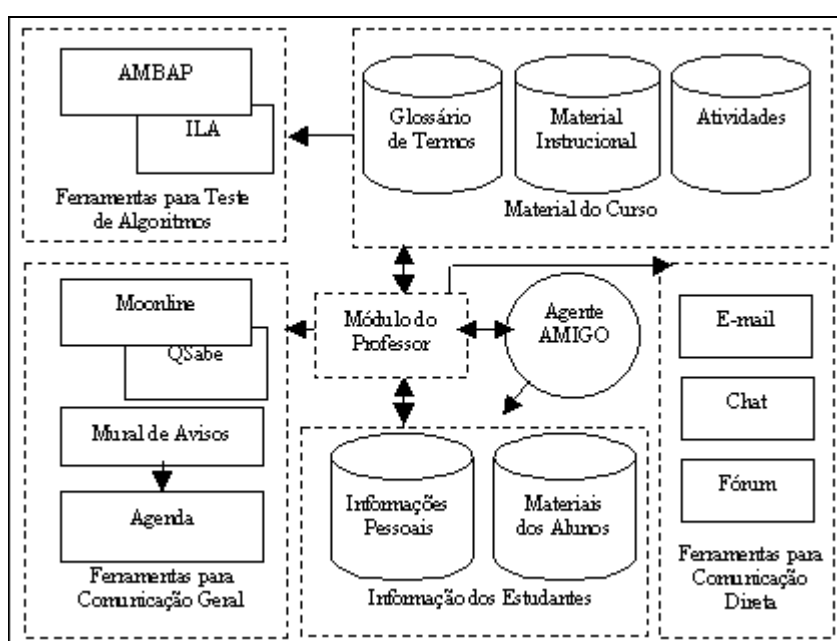 AMBAP
ILA
Ferramentas para Teste
de Algoritmos
Glossário
de Termos
Material
Instrucional
Atividades
Material do Curso
Moonline
QSabe
Mural de Avisos
Agenda
Ferramentas para
Comunicação Geral
Módulo do
Professor
Agente
AMIGO
Informações
Pessoais
Materiais
dos Alunos
Informação dos Estudantes
E-mail
Chat
Fórum
Ferramentas para
Comunicação
Direta